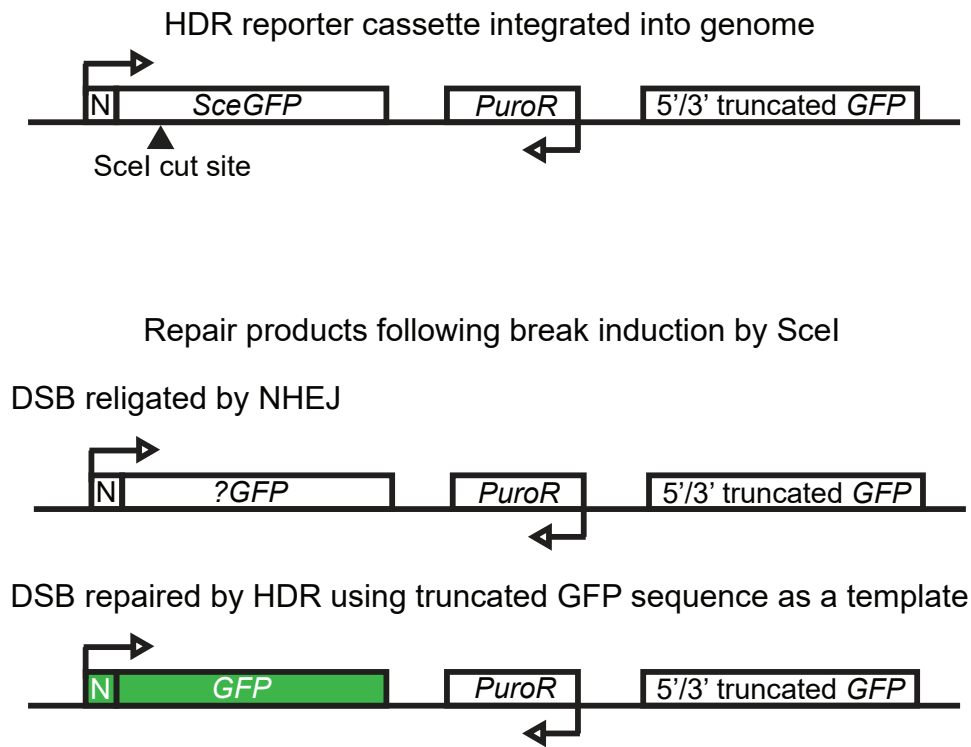 HDR reporter cassette integrated into genome
N SceGFP PuroR 5'/3' truncated GFP
SceI cut site
Repair products following break induction by SceI
DSB religated by NHEJ
N ?GFP PuroR 5'/3' truncated GFP
DSB repaired by HDR using truncated GFP sequence as a template
N GFP PuroR 5'/3' truncated GFP